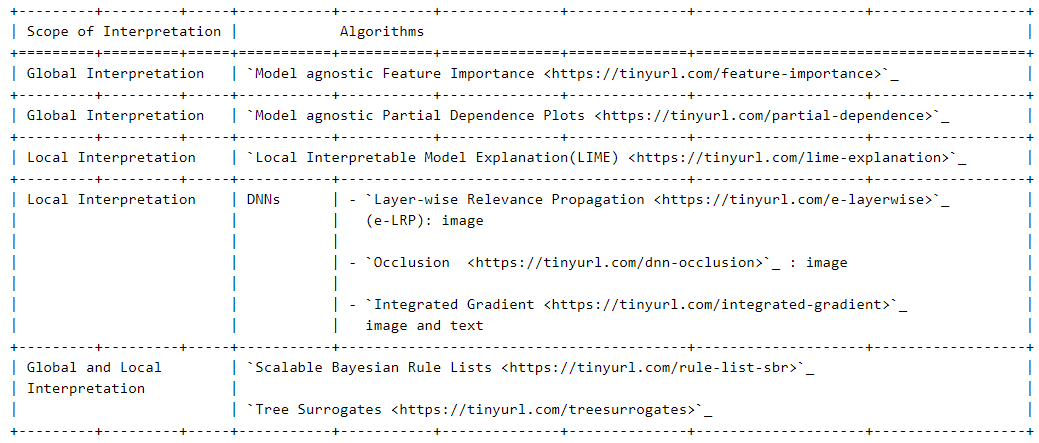 +---------+---------+-----+-----------+-----------+--------------+---------------+--------------------+------------------+
| Scope of Interpretation | Algorithms |
+=========+=========+=====+===========+===========+==============+===============+====================+==================+
| Global Interpretation | `Model agnostic Feature Importance <https://tinyurl.com/feature-importance>`_ |
+---------+---------+-----+-----------+-----------+--------------+---------------+--------------------+------------------+
| Global Interpretation | `Model agnostic Partial Dependence Plots <https://tinyurl.com/partial-dependence>`_ |
+---------+---------+-----+-----------+-----------+--------------+---------------+--------------------+------------------+
| Local Interpretation | `Local Interpretable Model Explanation(LIME) <https://tinyurl.com/lime-explanation>`_ |
+---------+---------+-----+-----------+-----------+--------------+---------------+--------------------+------------------+
| Local Interpretation | DNNs | - `Layer-wise Relevance Propagation <https://tinyurl.com/e-layerwise>`_ |
| | | (e-LRP): image |
| | | |
| | | - `Occlusion  <https://tinyurl.com/dnn-occlusion>`_ : image |
| | | |
| | | - `Integrated Gradient <https://tinyurl.com/integrated-gradient>`_ |
| | | image and text |
+---------+---------+-----+-----------+-----------+--------------+---------------+--------------------+------------------+
| Global and Local | `Scalable Bayesian Rule Lists <https://tinyurl.com/rule-list-sbr>`_ |
| Interpretation | |
| | `Tree Surrogates <https://tinyurl.com/treesurrogates>`_ |
+---------+---------+-----+-----------+-----------+--------------+---------------+--------------------+------------------+